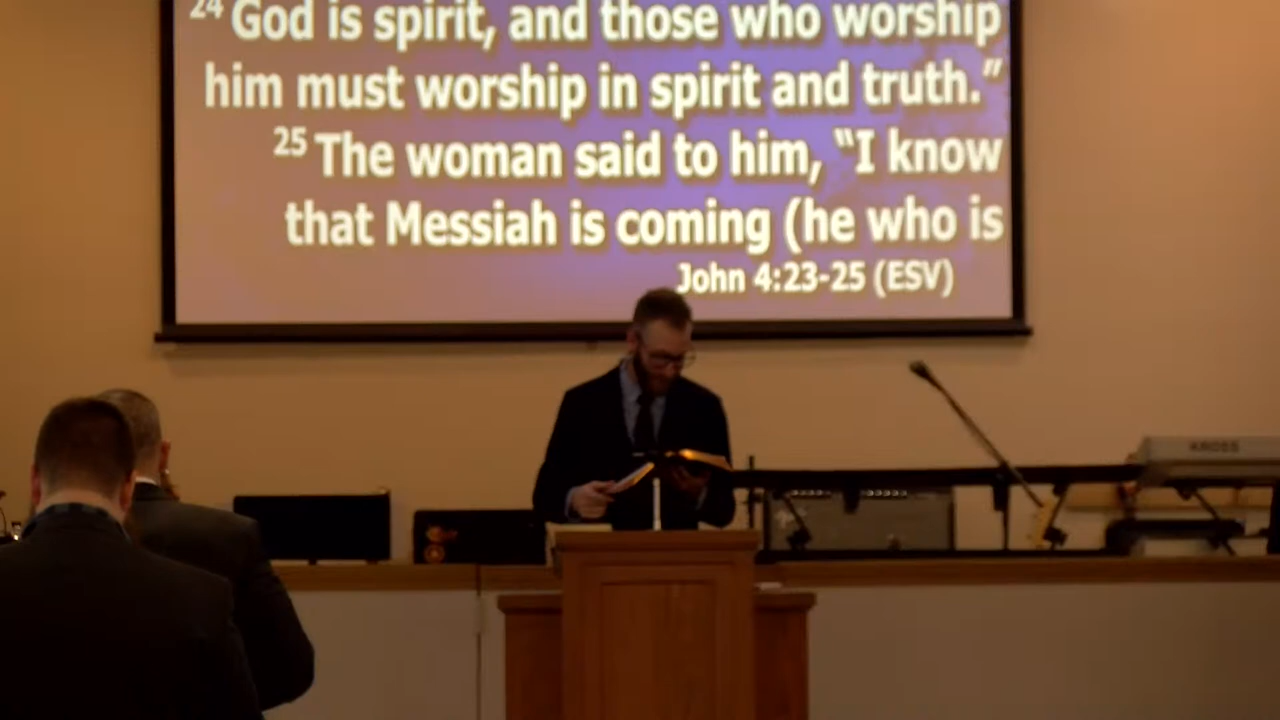 24 God is spirit, and those who worship
him must worship in spirit and truth.”
25 The woman said to him, “I know
that Messiah is coming (he who is
John 4:23-25 (ESV)
KROSS